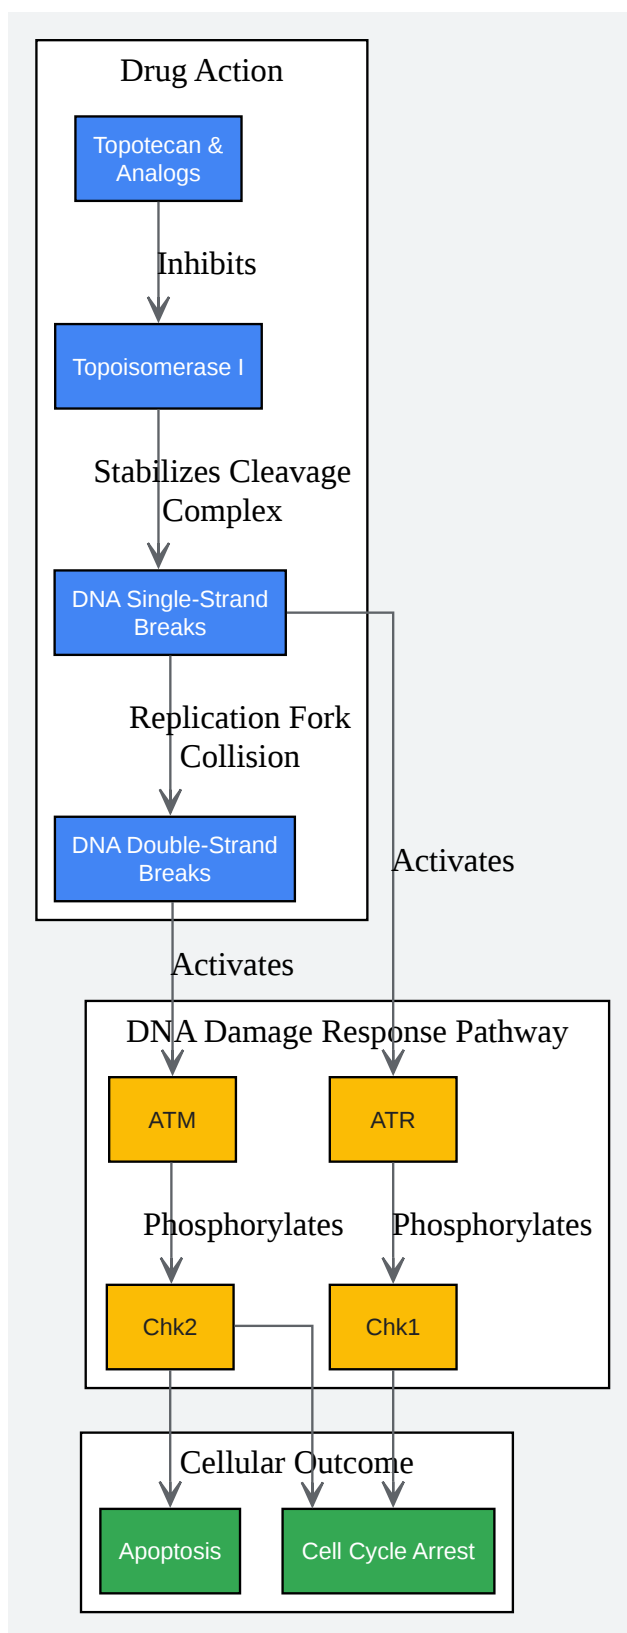 Drug Action
Topotecan &
Analogs
Inhibits
Topoisomerase I
Stabilizes Cleavage
Complex
DNA Single-Strand
Breaks
Replication Fork
Collision
DNA Double-Strand
Breaks
Activates
Activates
DNA Damage Response Pathway
ATM
ATR
Phosphorylates
Phosphorylates
Chk2
Chk1
Cellular Outcome
Apoptosis
Cell Cycle Arrest